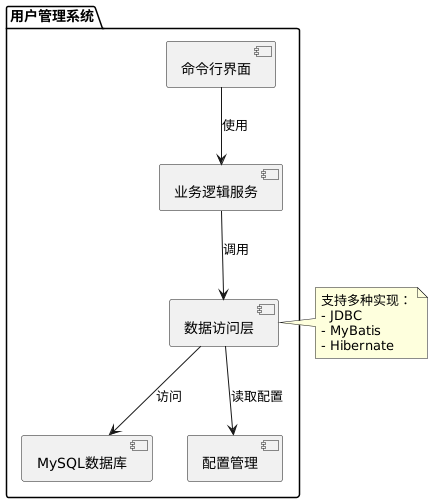 用户管理系统
命令行界面
使用
业务逻辑服务
调用
数据访问层
支持多种实现：
- JDBC
- MyBatis
- Hibernate
访问
读取配置
MySQL数据库
配置管理